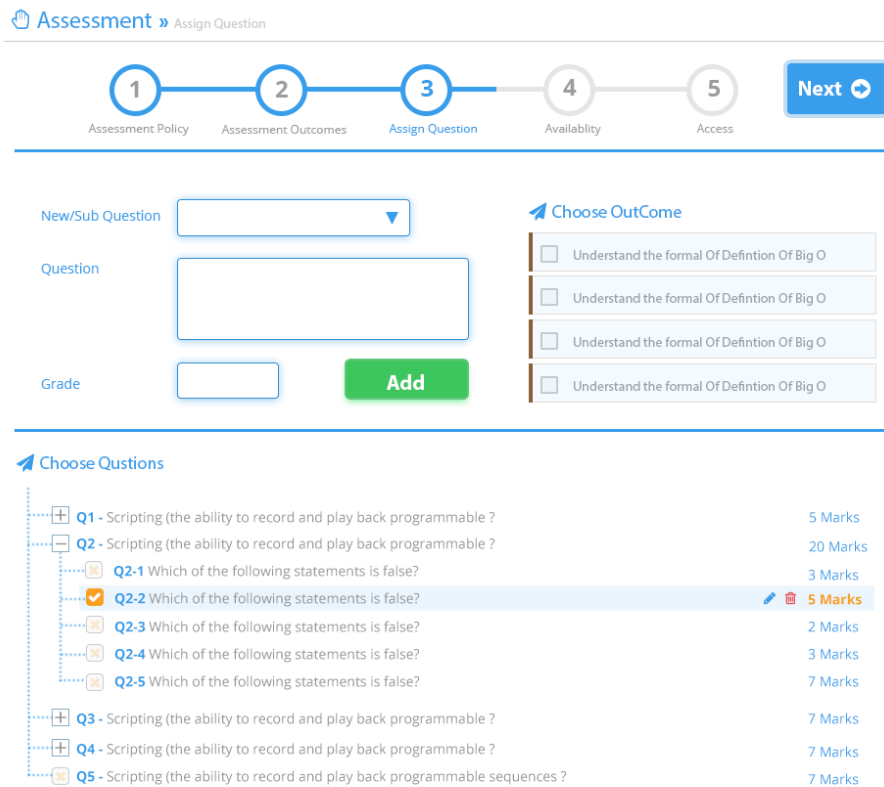 Assessment » Assign Question
1 2 3 4 5
Next
Assessment Policy Assessment Outcomes Assign Question Availablity Access
New/Sub Question
Choose OutCome
Understand the formal Of Defintion Of Big O
Question
Understand the formal Of Defintion Of Big O
Understand the formal Of Defintion Of Big O
Grade
Add
Understand the formal Of Defintion Of Big O
Choose Qustions
Q1 - Scripting (the ability to record and play back programmable ? 5 Marks
Q2 - Scripting (the ability to record and play back programmable ? 20 Marks
Q2-1 Which of the following statements is false? 3 Marks
Q2-2 Which of the following statements is false? 5 Marks
Q2-3 Which of the following statements is false? 2 Marks
Q2-4 Which of the following statements is false? 3 Marks
Q2-5 Which of the following statements is false? 7 Marks
Q3 - Scripting (the ability to record and play back programmable ? 7 Marks
Q4 - Scripting (the ability to record and play back programmable ? 7 Marks
Q5 - Scripting (the ability to record and play back programmable sequences ? 7 Marks